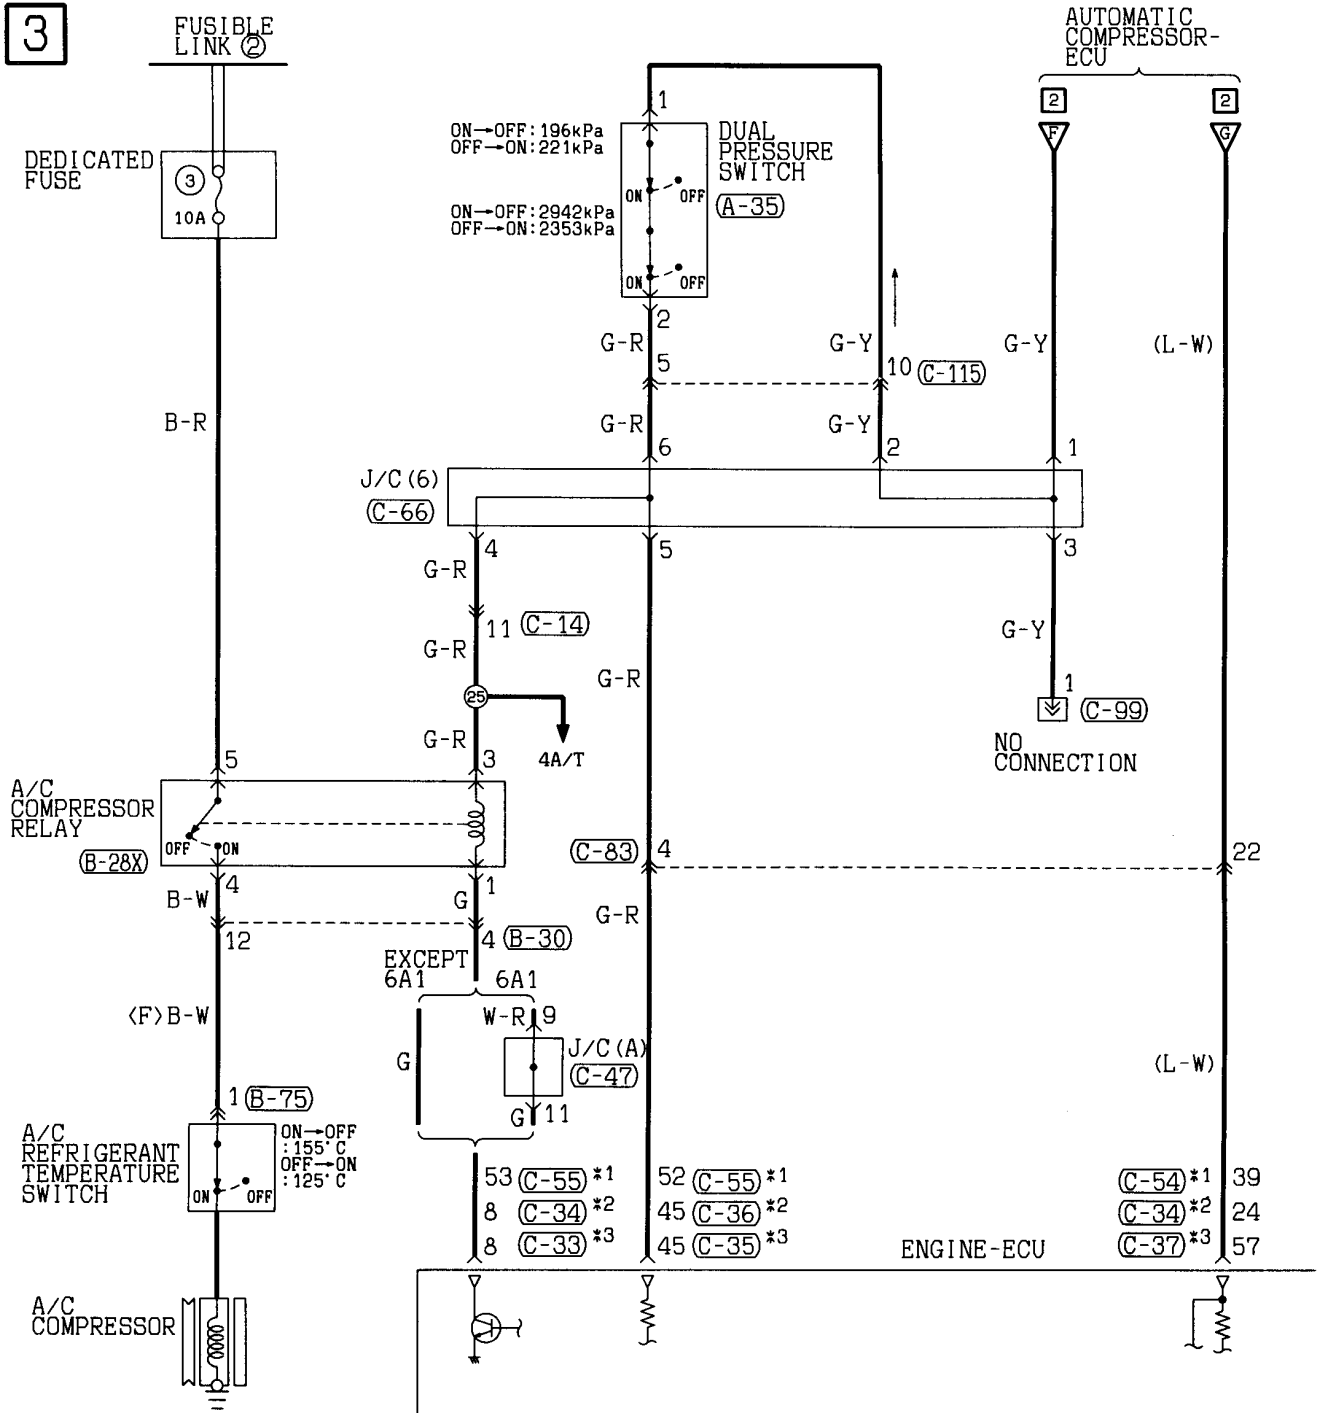 3
FUSIBLE
LINK ②
AUTOMATIC
COMPRESSOR-
ECU
2
2
F
G
DEDICATED
FUSE
③
10A
1
ON→OFF:196kPa
OFF→ON:221kPa
ON→OFF:2942kPa
OFF→ON:2353kPa
ON
OFF
ON
OFF
DUAL
PRESSURE
SWITCH
(A-35)
2
G-R
5
G-Y
10 (C-115)
G-Y
(L-W)
B-R
G-R
6
G-Y
2
1
J/C(6)
(C-66)
4
5
3
G-R
11 (C-14)
G-R
G-R
G-Y
25
4A/T
1
(C-99)
NO
CONNECTION
G-R
5
3
A/C
COMPRESSOR
RELAY
(B-28X)
OFF
ON
(C-83) 4
22
4
1
B-W
G
G-R
12
4 (B-30)
EXCEPT
6A1
6A1
<F>B-W
W-R
9
G
J/C(A)
(C-47)
G
11
(L-W)
1 (B-75)
A/C
REFRIGERANT
TEMPERATURE
SWITCH
ON→OFF
:155°C
OFF→ON
:125°C
ON
OFF
53 (C-55)*1
8 (C-34)*2
8 (C-33)*3
52 (C-55)*1
45 (C-36)*2
45 (C-35)*3
(C-54)*1 39
(C-34)*2 24
(C-37)*3 57
ENGINE-ECU
A/C
COMPRESSOR